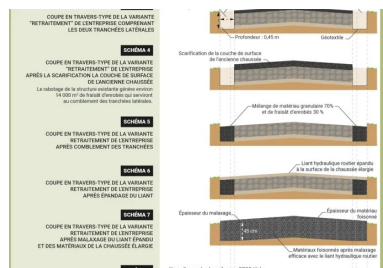 COUPE EN TRAVERS-TYPE DE LA VARIANTE
"RETRAITEMENT" DE L'ENTREPRISE COMPRENANT
LES DEUX TRANCHÉES LATÉRALES
Profondeur : 0,45 m
Géotextile
SCHÉMA 4
COUPE EN TRAVERS-TYPE DE LA VARIANTE
"RETRAITEMENT" DE L'ENTREPRISE
APRÈS LA SCARIFICATION LA COUCHE DE SURFACE
DE L'ANCIENNE CHAUSSÉE
Le rabotage de la structure existante génère environ
14 000 m² de fraisât d'enrobés qui serviront
au comblement des tranchées latérales.
Scarification de la couche de surface
de l'ancienne chaussée
SCHÉMA 5
COUPE EN TRAVERS-TYPE DE LA VARIANTE
RETRAITEMENT DE L'ENTREPRISE
APRÈS COMBLEMENT DES TRANCHÉES
Mélange de matériau granulaire 70%
et de fraisât d'enrobés 30 %
SCHÉMA 6
COUPE EN TRAVERS-TYPE DE LA VARIANTE
RETRAITEMENT DE L'ENTREPRISE
APRÈS ÉPANDAGE DU LIANT
Liant hydraulique routier épandu
à la surface de la chaussée élargie
SCHÉMA 7
COUPE EN TRAVERS-TYPE DE LA VARIANTE
RETRAITEMENT DE L'ENTREPRISE
APRÈS MALAXAGE DU LIANT ÉPANDU
ET DES MATÉRIAUX DE LA CHAUSSÉE ÉLARGIE
Épaisseur du malaxage
Épaisseur du matériau
foisonné
45 cm
Matériaux foisonnés après malaxage
efficace avec le liant hydraulique routier